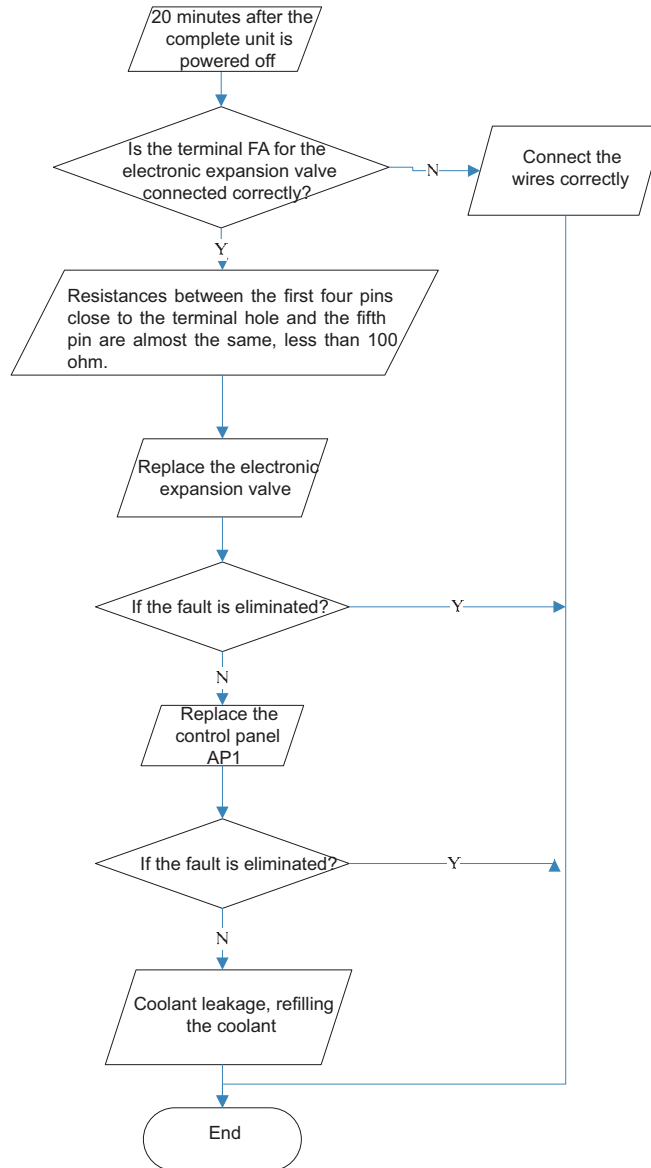 20 minutes after the
complete unit is
powered off
Is the terminal FA for the
electronic expansion valve
connected correctly?
N
Connect the
wires correctly
Y
Resistances between the first four pins
close to the terminal hole and the fifth
pin are almost the same, less than 100
ohm.
Replace the electronic
expansion valve
If the fault is eliminated?
Y
N
Replace the
control panel
AP1
If the fault is eliminated?
Y
N
Coolant leakage, refilling
the coolant
End